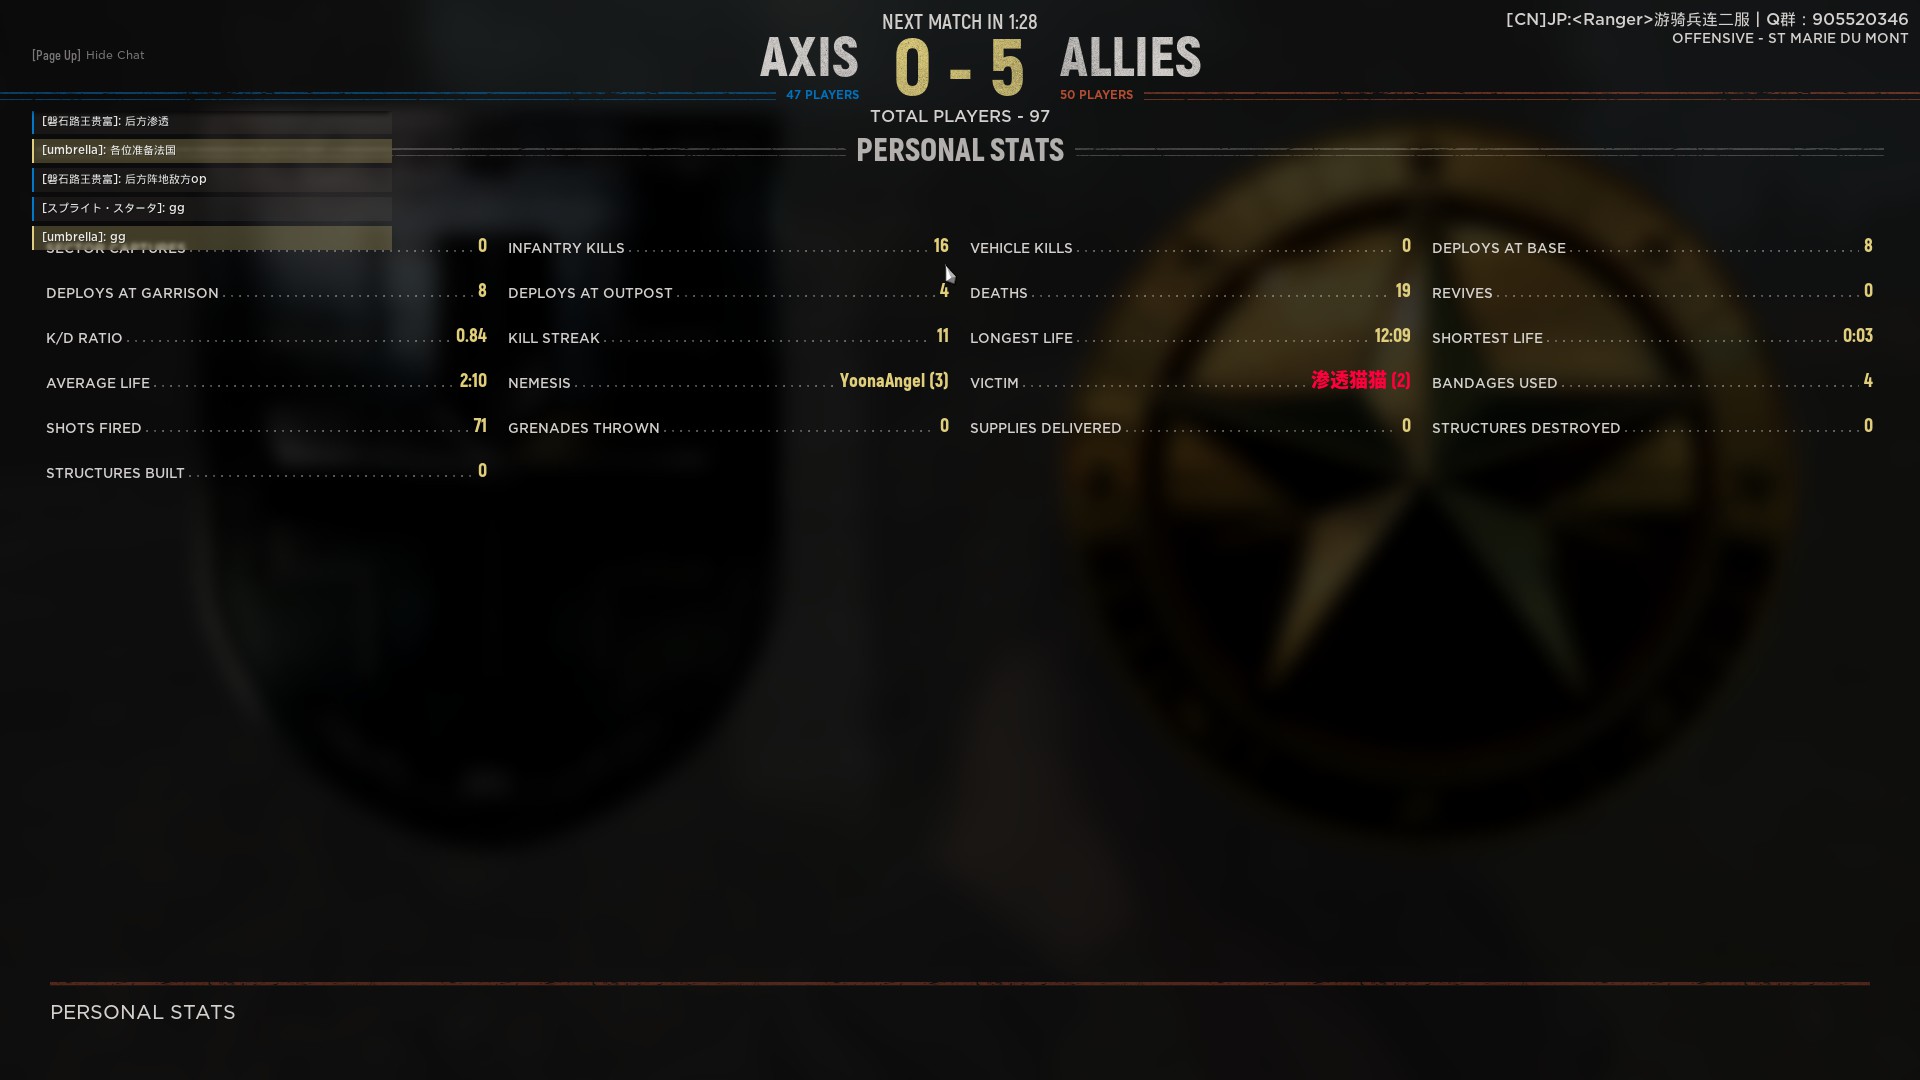 NEXT MATCH IN 1:28
AXIS 0 - 5 ALLIES
47 PLAYERS
50 PLAYERS
TOTAL PLAYERS - 97
[CN]JP:<Ranger>游骑兵连二服 | Q群：905520346
OFFENSIVE - ST MARIE DU MONT
[Page Up] Hide Chat
[磐石路王贵富]: 后方渗透
[umbrella]: 各位准备法国
[磐石路王贵富]: 后方阵地敌方op
[スプライト・スタータ]: gg
[umbrella]: gg
PERSONAL STATS
SECTOR CAPTURES 0
INFANTRY KILLS 16
VEHICLE KILLS 0
DEPLOYS AT BASE 8
DEPLOYS AT GARRISON 8
DEPLOYS AT OUTPOST 4
DEATHS 19
REVIVES 0
K/D RATIO 0.84
KILL STREAK 11
LONGEST LIFE 12:09
SHORTEST LIFE 0:03
AVERAGE LIFE 2:10
NEMESIS YoonaAngel (3)
VICTIM 渗透猫猫 (2)
BANDAGES USED 4
SHOTS FIRED 71
GRENADES THROWN 0
SUPPLIES DELIVERED 0
STRUCTURES DESTROYED 0
STRUCTURES BUILT 0
PERSONAL STATS